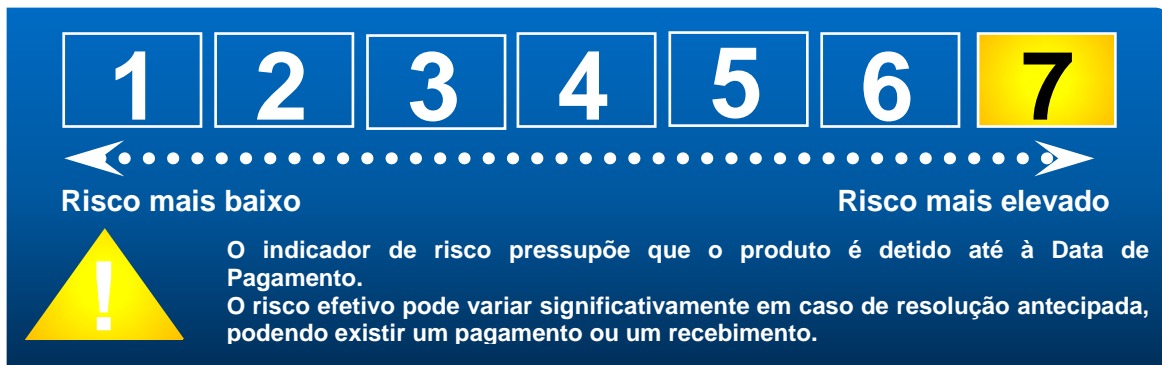 1 2 3 4 5 6 7
Risco mais baixo Risco mais elevado
!
O indicador de risco pressupõe que o produto é detido até à Data de
Pagamento.
O risco efetivo pode variar significativamente em caso de resolução antecipada,
podendo existir um pagamento ou um recebimento.